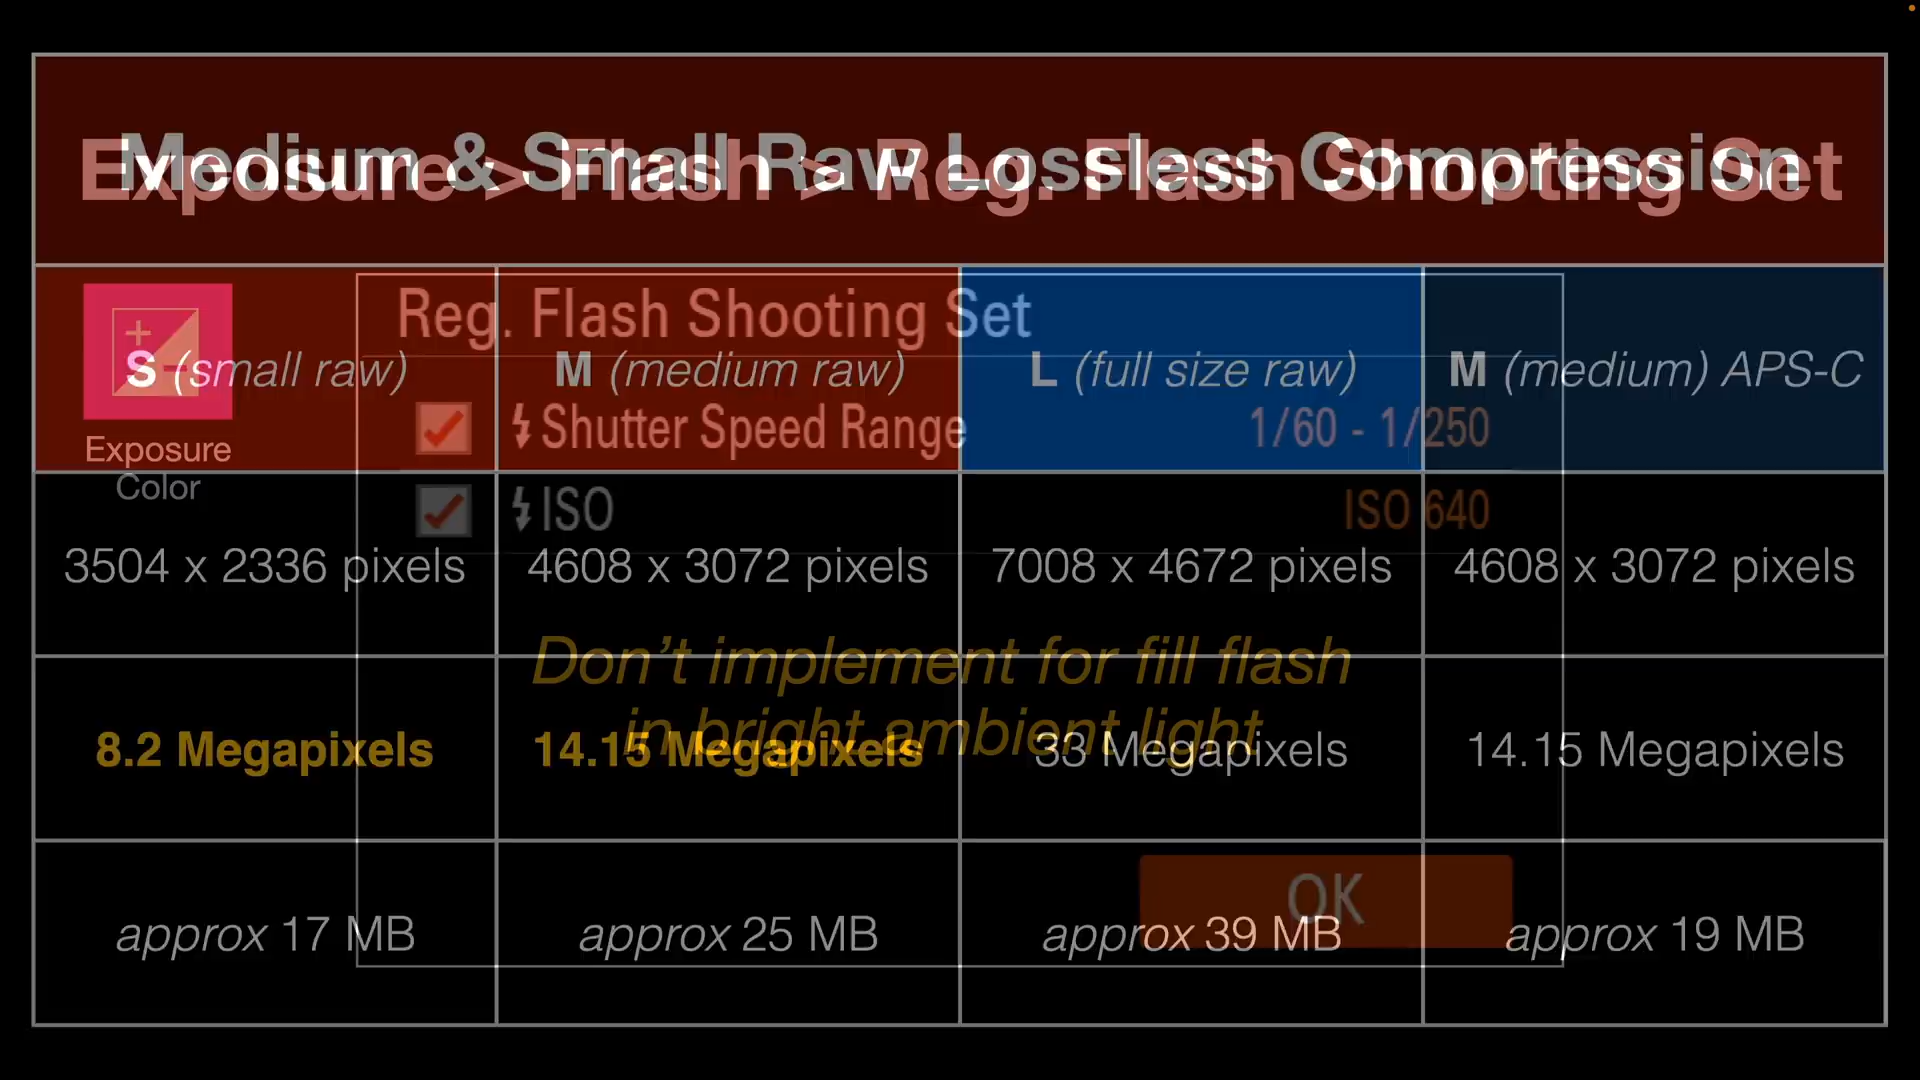 Medium & Small Raw Lossless Compression
Exposure > Flash > Reg. Flash Shooting Set
Reg. Flash Shooting Set
S (small raw) M (medium raw) L (full size raw) M (medium) APS-C
Shutter Speed Range 1/60 - 1/250
Exposure
Color
ISO ISO 640
3504 x 2336 pixels 4608 x 3072 pixels 7008 x 4672 pixels 4608 x 3072 pixels
Don't implement for fill flash
in bright ambient light
8.2 Megapixels 14.15 Megapixels 33 Megapixels 14.15 Megapixels
OK
approx 17 MB approx 25 MB approx 39 MB approx 19 MB